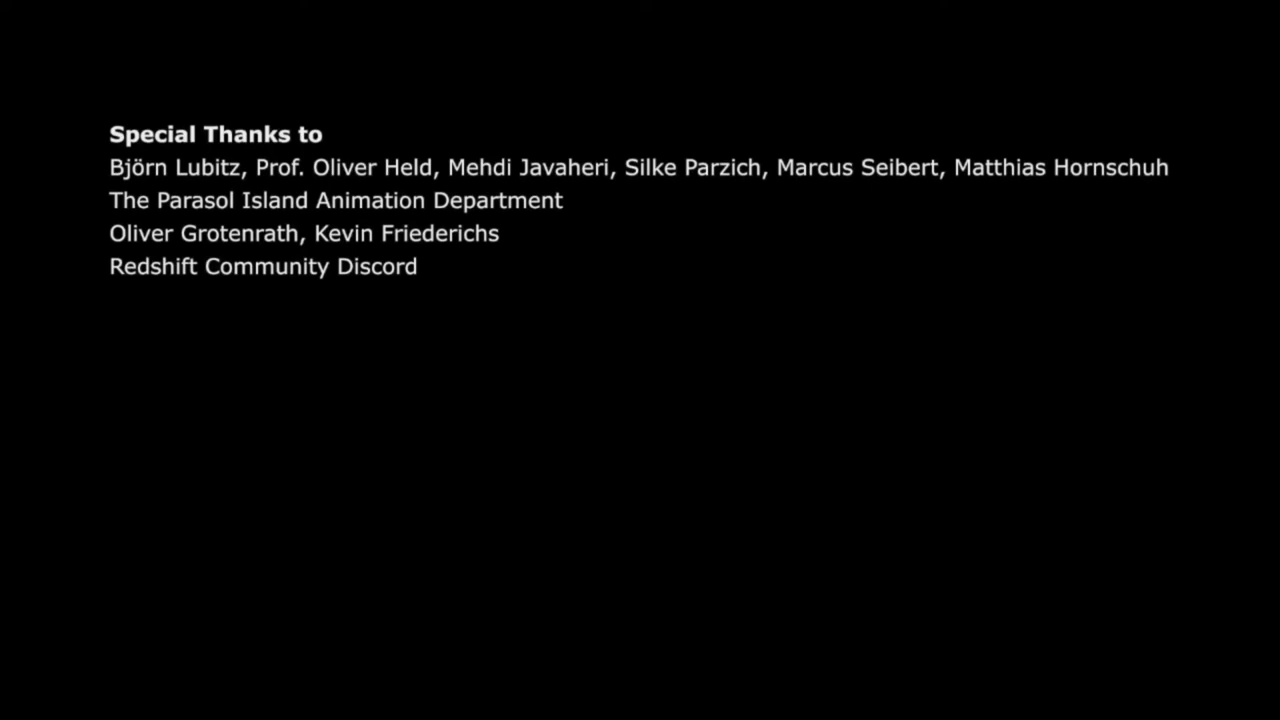 Special Thanks to
Björn Lubitz, Prof. Oliver Held, Mehdi Javaheri, Silke Parzich, Marcus Seibert, Matthias Hornschuh
The Parasol Island Animation Department
Oliver Grotenrath, Kevin Friederichs
Redshift Community Discord